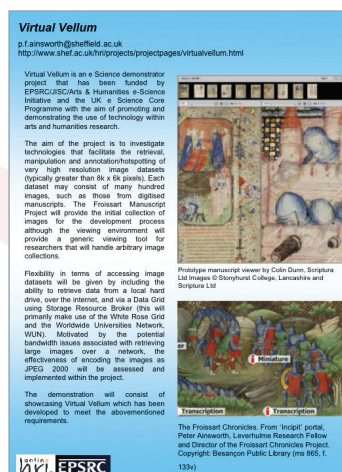 Virtual Vellum
p.f.ainsworth@sheffield.ac.uk
http://www.shef.ac.uk/hri/projects/projectpages/virtualvellum.html
Virtual Vellum is an e Science demonstrator
project that has been funded by
EPSRC/JISC/Arts & Humanities e-Science
Initiative and the UK e Science Core
Programme with the aim of promoting and
demonstrating the use of technology within
arts and humanities research.
The aim of the project is to investigate
technologies that facilitate the retrieval,
manipulation and annotation/hotspotting of
very high resolution image datasets
(typically greater than 8k x 6k pixels). Each
dataset may consist of many hundred
images, such as those from digitised
manuscripts. The Froissart Manuscript
Project will provide the initial collection of
images for the development process
although the viewing environment will
provide a generic viewing tool for
researchers that will handle arbitrary image
collections.
Flexibility in terms of accessing image
datasets will be given by including the
ability to retrieve data from a local hard
drive, over the internet, and via a Data Grid
using Storage Resource Broker (this will
primarily make use of the White Rose Grid
and the Worldwide Universities Network,
WUN). Motivated by the potential
bandwidth issues associated with retrieving
large images over a network, the
effectiveness of encoding the images as
JPEG 2000 will be assessed and
implemented within the project.
The demonstration will consist of
showcasing Virtual Vellum which has been
developed to meet the abovementioned
requirements.
EPSRC
Prototype manuscript viewer by Colin Dunn, Scriptura
Ltd Images © Stonyhurst College, Lancashire and
Scriptura Ltd
Miniature
Transcription
Transcription
The Froissart Chronicles. From 'Incipit' portal,
Peter Ainsworth, Leverhulme Research Fellow
and Director of the Froissart Chronicles Project.
Copyright: Besançon Public Library (ms 865, f.
133v)